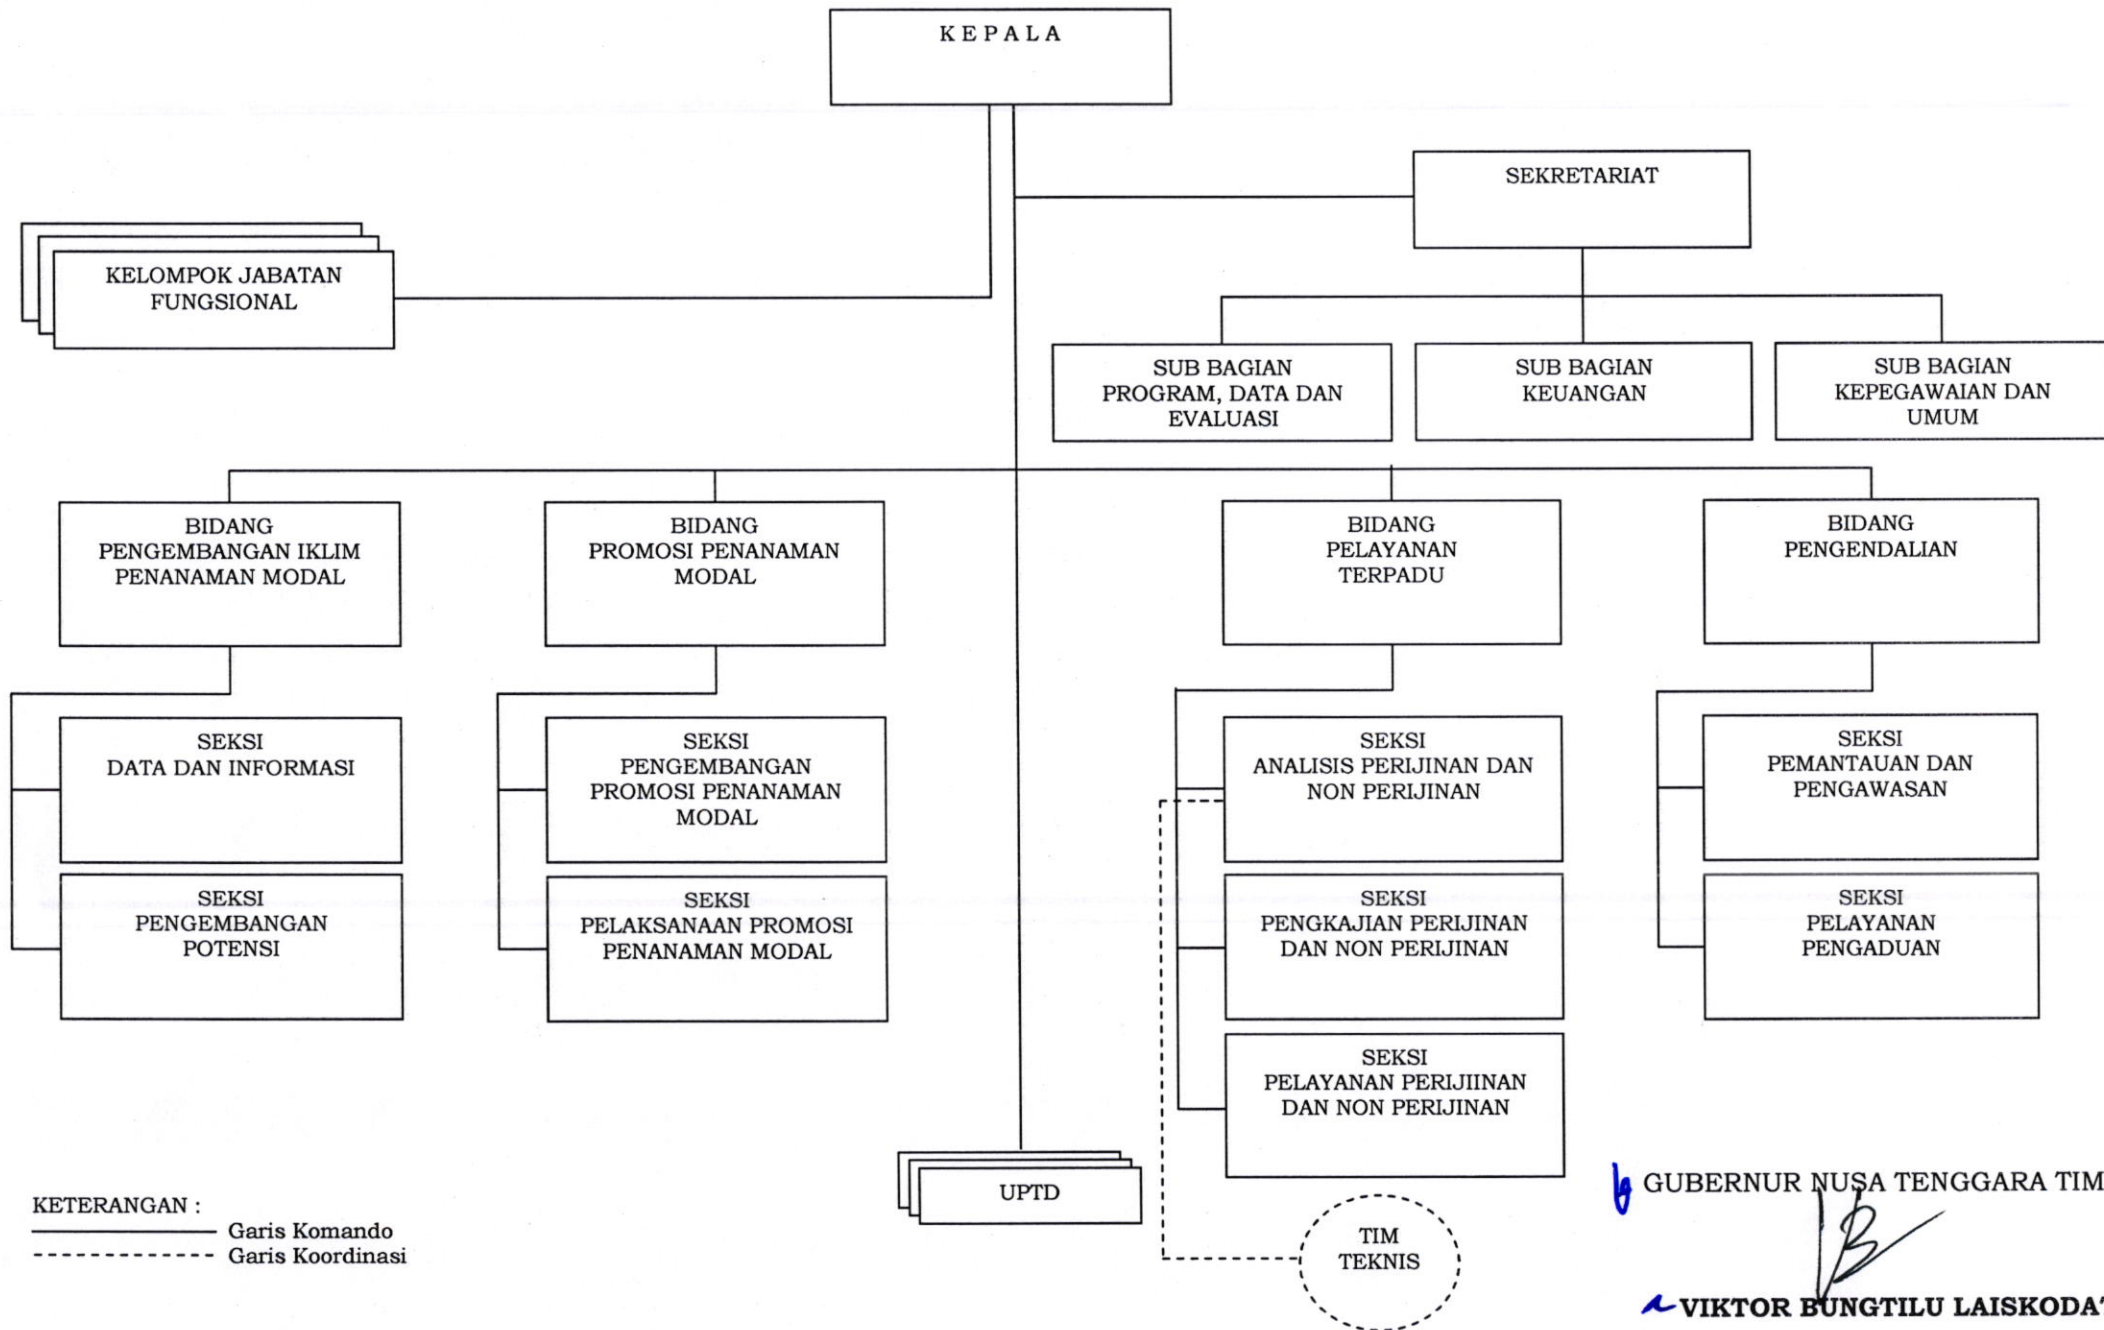 KEPALA
SEKRETARIAT
KELOMPOK JABATAN
FUNGSIONAL
SUB BAGIAN
PROGRAM, DATA DAN
EVALUASI
SUB BAGIAN
KEUANGAN
SUB BAGIAN
KEPEGAWAIAN DAN
UMUM
BIDANG
PENGEMBANGAN IKLIM
PENANAMAN MODAL
BIDANG
PROMOSI PENANAMAN
MODAL
BIDANG
PELAYANAN
TERPADU
BIDANG
PENGENDALIAN
SEKSI
DATA DAN INFORMASI
SEKSI
PENGEMBANGAN
PROMOSI PENANAMAN
MODAL
SEKSI
ANALISIS PERIJINAN DAN
NON PERIJINAN
SEKSI
PEMANTAUAN DAN
PENGAWASAN
SEKSI
PENGEMBANGAN
POTENSI
SEKSI
PELAKSANAAN PROMOSI
PENANAMAN MODAL
SEKSI
PENGKAJIAN PERIJINAN
DAN NON PERIJINAN
SEKSI
PELAYANAN
PENGADUAN
SEKSI
PELAYANAN PERIJIINAN
DAN NON PERIJINAN
UPTD
TIM
TEKNIS
KETERANGAN :
Garis Komando
Garis Koordinasi
GUBERNUR NUSA TENGGARA TIM
VIKTOR BUNGTILU LAISKODA